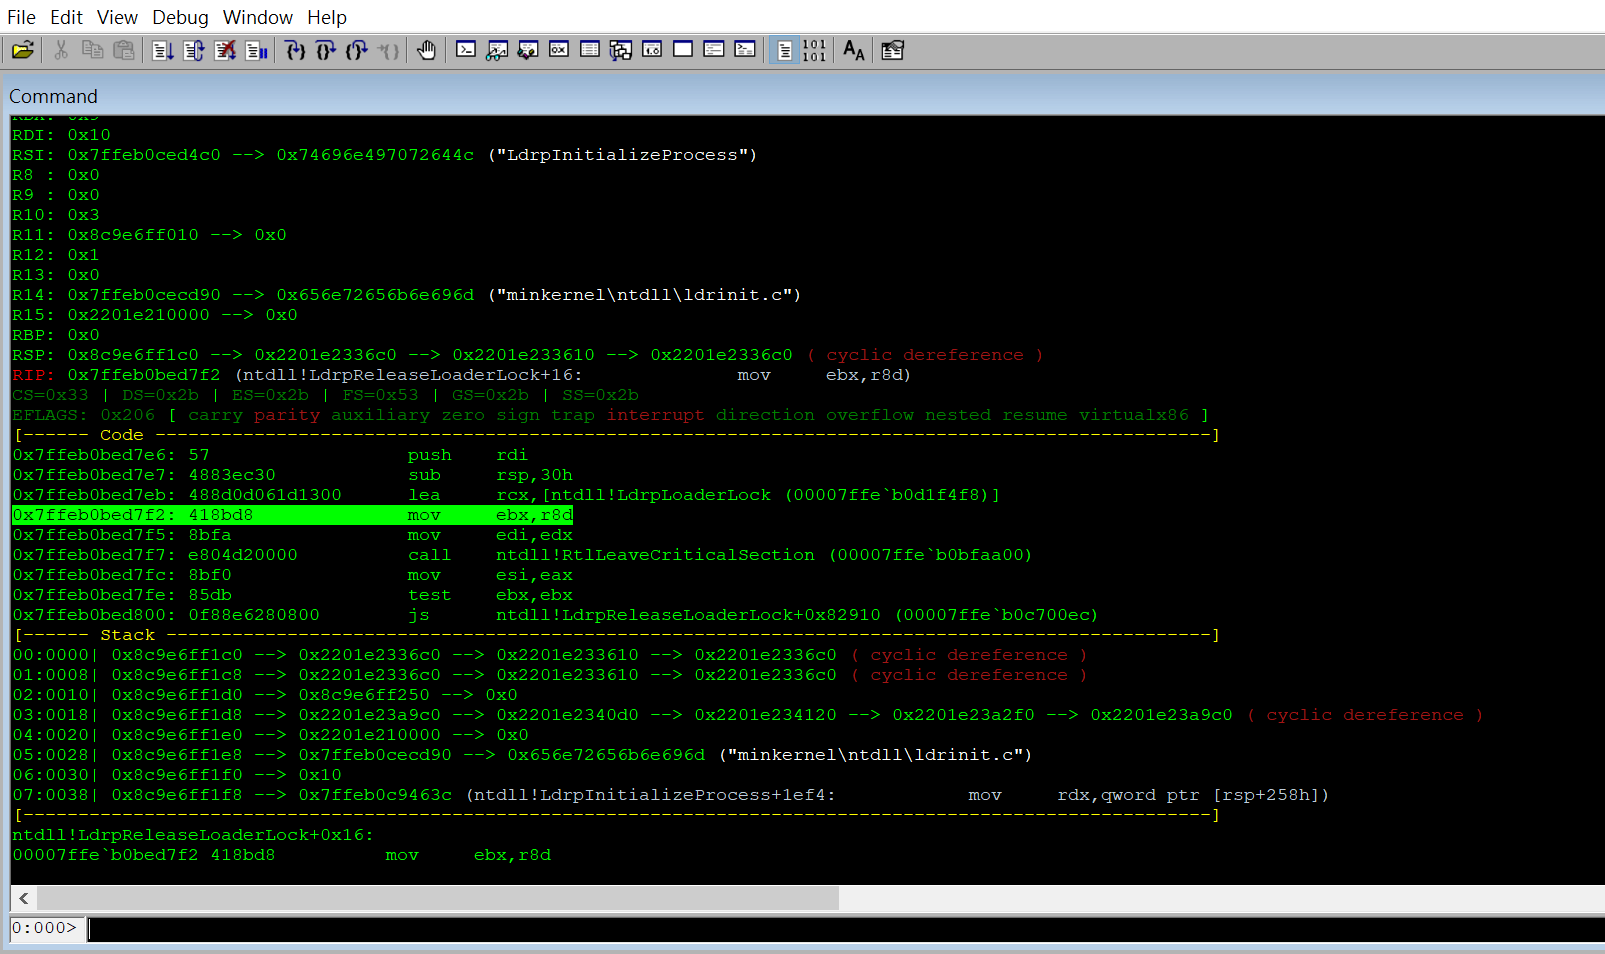 File Edit View Debug Window Help
Command
RDI: 0x10
RSI: 0x7ffeb0ced4c0 --> 0x74696e497072644c ("LdrpInitializeProcess")
R8 : 0x0
R9 : 0x0
R10: 0x3
R11: 0x8c9e6ff010 --> 0x0
R12: 0x1
R13: 0x0
R14: 0x7ffeb0cecd90 --> 0x656e72656b6e696d ("minkernel\ntdll\ldrinit.c")
R15: 0x2201e210000 --> 0x0
RBP: 0x0
RSP: 0x8c9e6ff1c0 --> 0x2201e2336c0 --> 0x2201e233610 --> 0x2201e2336c0 ( cyclic dereference )
RIP: 0x7ffeb0bed7f2 (ntdll!LdrpReleaseLoaderLock+16: mov ebx,r8d)
CS=0x33 | DS=0x2b | ES=0x2b | FS=0x53 | GS=0x2b | SS=0x2b
EFLAGS: 0x206 [ carry parity auxiliary zero sign trap interrupt direction overflow nested resume virtualx86 ]
[------ Code ------------------------------------------------------------------------------------------------]
0x7ffeb0bed7e6: 57 push rdi
0x7ffeb0bed7e7: 4883ec30 sub rsp,30h
0x7ffeb0bed7eb: 488d0d061d1300 lea rcx,[ntdll!LdrpLoaderLock (00007ffe`b0d1f4f8)]
0x7ffeb0bed7f2: 418bd8 mov ebx,r8d
0x7ffeb0bed7f5: 8bfa mov edi,edx
0x7ffeb0bed7f7: e804d20000 call ntdll!RtlLeaveCriticalSection (00007ffe`b0bfaa00)
0x7ffeb0bed7fc: 8bf0 mov esi,eax
0x7ffeb0bed7fe: 85db test ebx,ebx
0x7ffeb0bed800: 0f88e6280800 js ntdll!LdrpReleaseLoaderLock+0x82910 (00007ffe`b0c700ec)
[------ Stack -----------------------------------------------------------------------------------------------]
00:0000| 0x8c9e6ff1c0 --> 0x2201e2336c0 --> 0x2201e233610 --> 0x2201e2336c0 ( cyclic dereference )
01:0008| 0x8c9e6ff1c8 --> 0x2201e2336c0 --> 0x2201e233610 --> 0x2201e2336c0 ( cyclic dereference )
02:0010| 0x8c9e6ff1d0 --> 0x8c9e6ff250 --> 0x0
03:0018| 0x8c9e6ff1d8 --> 0x2201e23a9c0 --> 0x2201e2340d0 --> 0x2201e234120 --> 0x2201e23a2f0 --> 0x2201e23a9c0 ( cyclic dereference )
04:0020| 0x8c9e6ff1e0 --> 0x2201e210000 --> 0x0
05:0028| 0x8c9e6ff1e8 --> 0x7ffeb0cecd90 --> 0x656e72656b6e696d ("minkernel\ntdll\ldrinit.c")
06:0030| 0x8c9e6ff1f0 --> 0x10
07:0038| 0x8c9e6ff1f8 --> 0x7ffeb0c9463c (ntdll!LdrpInitializeProcess+1ef4: mov rdx,qword ptr [rsp+258h])
[------------------------------------------------------------------------------------------------------------]
ntdll!LdrpReleaseLoaderLock+0x16:
00007ffe`b0bed7f2 418bd8 mov ebx,r8d
0:000>